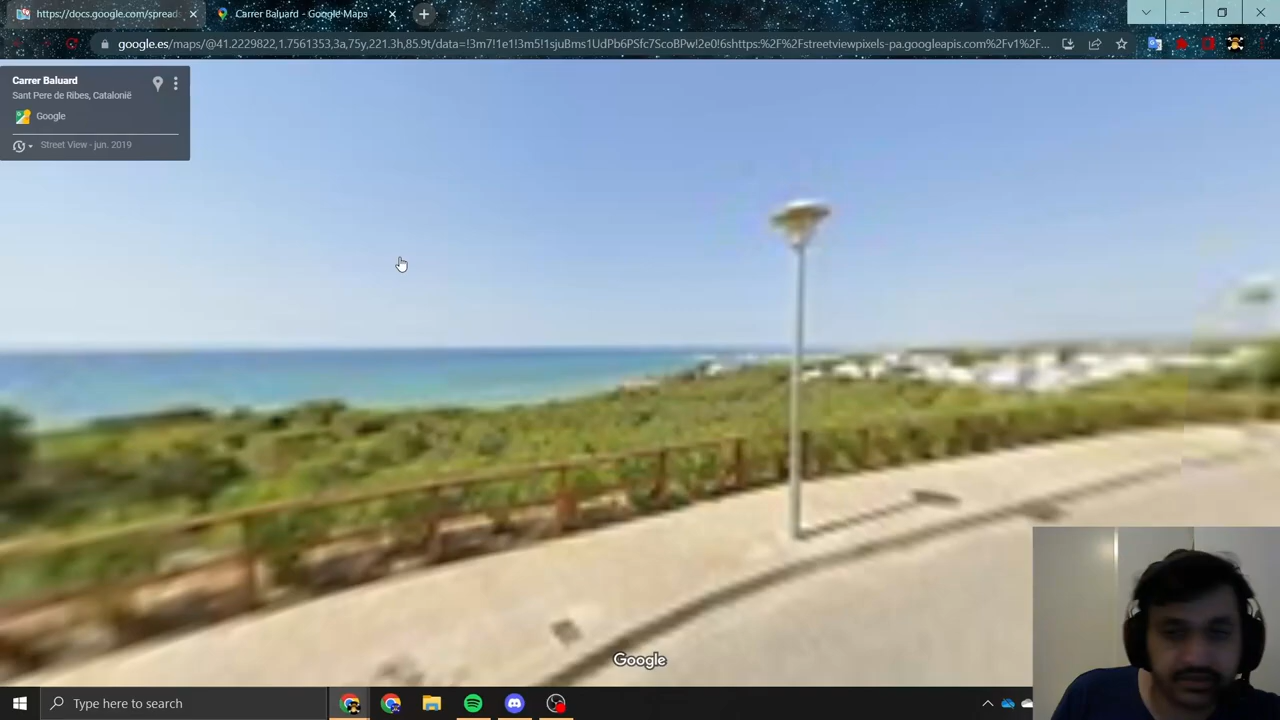 https://docs.google.com/spread
Carrer Baluard - Google Maps
google.es/maps/@41.2229822,1.7561353,3a,75y,221.3h,85.9t/data=!3m7!1e1!3m5!1sjuBms1UdPb6PSfc7ScoBPw!2e0!6shttps:%2F%2Fstreetviewpixels-pa.googleapis.com%2Fv1%2F...
Carrer Baluard
Sant Pere de Ribes, Catalonië
Google
Street View - jun. 2019
Google
Type here to search